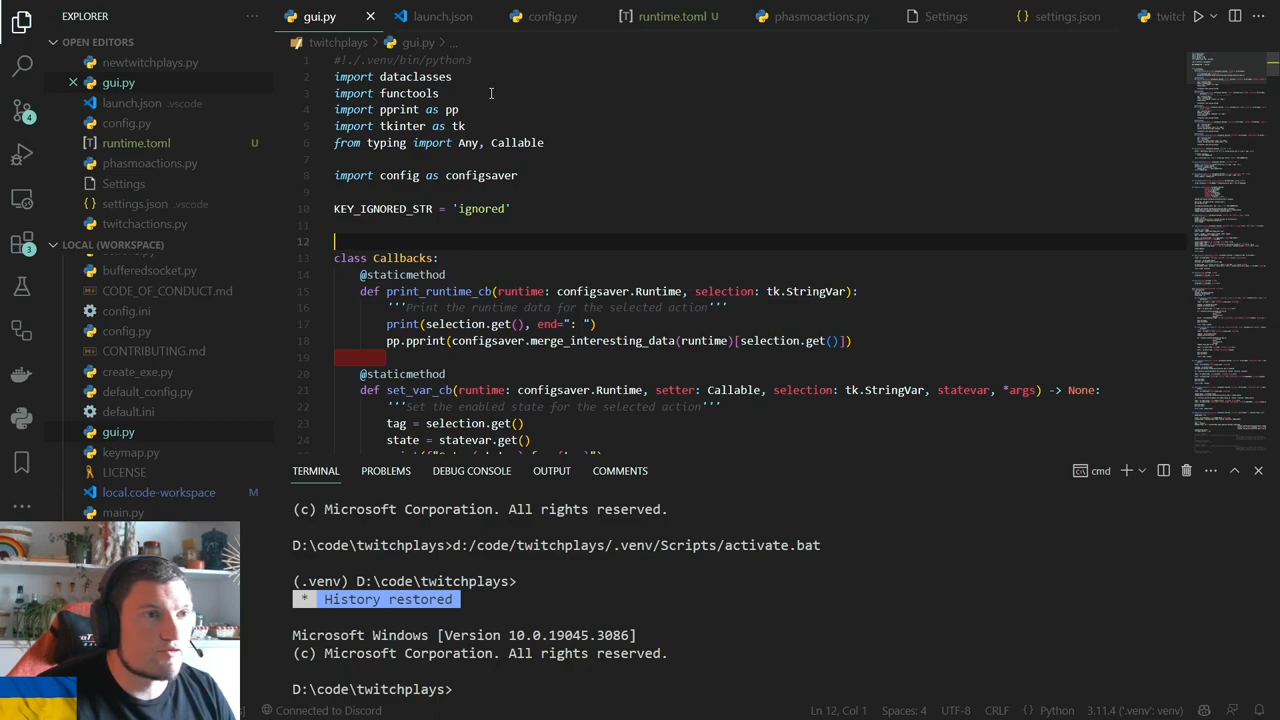 EXPLORER
OPEN EDITORS
newtwitchplays.py
gui.py
launch.json .vscode
config.py
runtime.toml U
phasmoactions.py
Settings
settings.json .vscode
twitchactions.py
LOCAL (WORKSPACE)
bufferedsocket.py
CODE_OF_CONDUCT.md
config.ini
config.py
CONTRIBUTING.md
create_exe.py
default_config.py
default.ini
gui.py
keymap.py
LICENSE
local.code-workspace M
main.py
4
3
gui.py launch.json config.py runtime.toml U phasmoactions.py Settings settings.json twitch
twitchplays > gui.py > ...
1 #!./.venv/bin/python3
2 import dataclasses
3 import functools
4 import pprint as pp
5 import tkinter as tk
6 from typing import Any, Callable
7
8 import config as configsaver
9
10 KEY_IGNORED_STR = 'ignored'
11
12
13 class Callbacks:
14 @staticmethod
15 def print_runtime_cb(runtime: configsaver.Runtime, selection: tk.StringVar):
16 '''Print the runtime data for the selected action'''
17 print(selection.get(), end=": ")
18 pp.pprint(configsaver.merge_interesting_data(runtime)[selection.get()])
19
20 @staticmethod
21 def set_var_cb(runtime: configsaver.Runtime, setter: Callable, selection: tk.StringVar, statevar, *args) -> None:
22 '''Set the enabled state for the selected action'''
23 tag = selection.get()
24 state = statevar.get()
TERMINAL PROBLEMS DEBUG CONSOLE OUTPUT COMMENTS
cmd
(c) Microsoft Corporation. All rights reserved.
D:\code\twitchplays>d:/code/twitchplays/.venv/Scripts/activate.bat
(.venv) D:\code\twitchplays>
* History restored
Microsoft Windows [Version 10.0.19045.3086]
(c) Microsoft Corporation. All rights reserved.
D:\code\twitchplays>
Connected to Discord
Ln 12, Col 1 Spaces: 4 UTF-8 CRLF { } Python 3.11.4 ('.venv': venv)